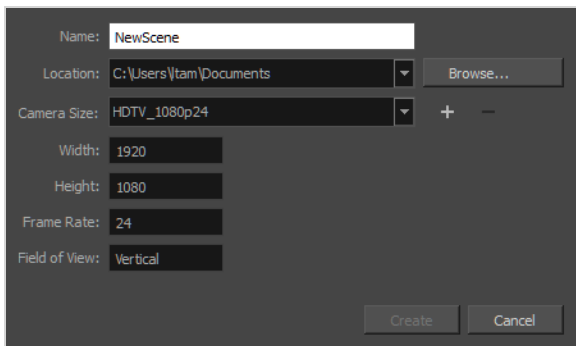 Name: NewScene
Location: C:\Users\ltam\Documents Browse...
Camera Size: HDTV_1080p24
Width: 1920
Height: 1080
Frame Rate: 24
Field of View: Vertical
Create Cancel